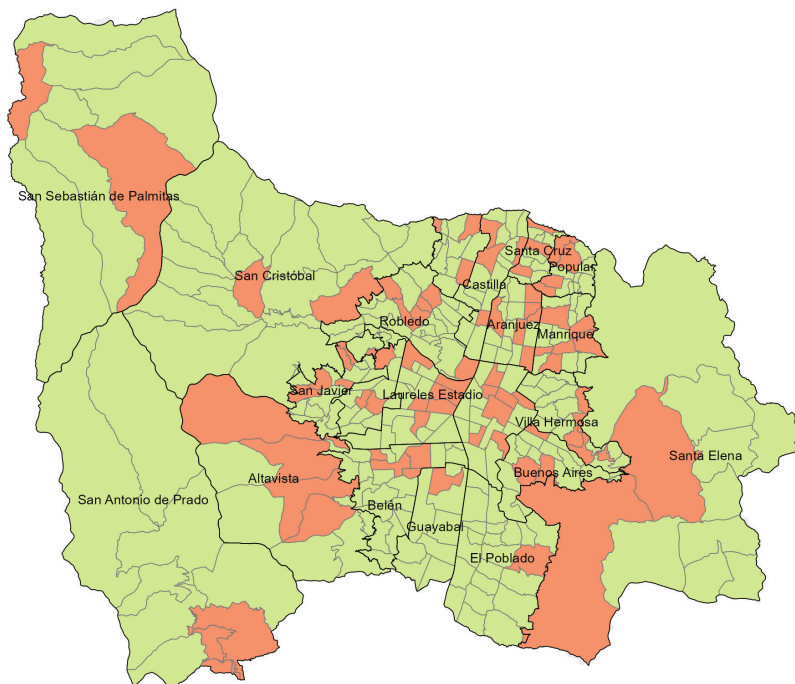 San Sebastián de Palmitas
San Cristóbal
Santa Cruz
Popular
Castilla
Robledo
Aranjuez
Manrique
San Javier
Laureles Estadio
Villa Hermosa
Santa Elena
Buenos Aires
Altavista
San Antonio de Prado
Belén
Guayabal
El Poblado